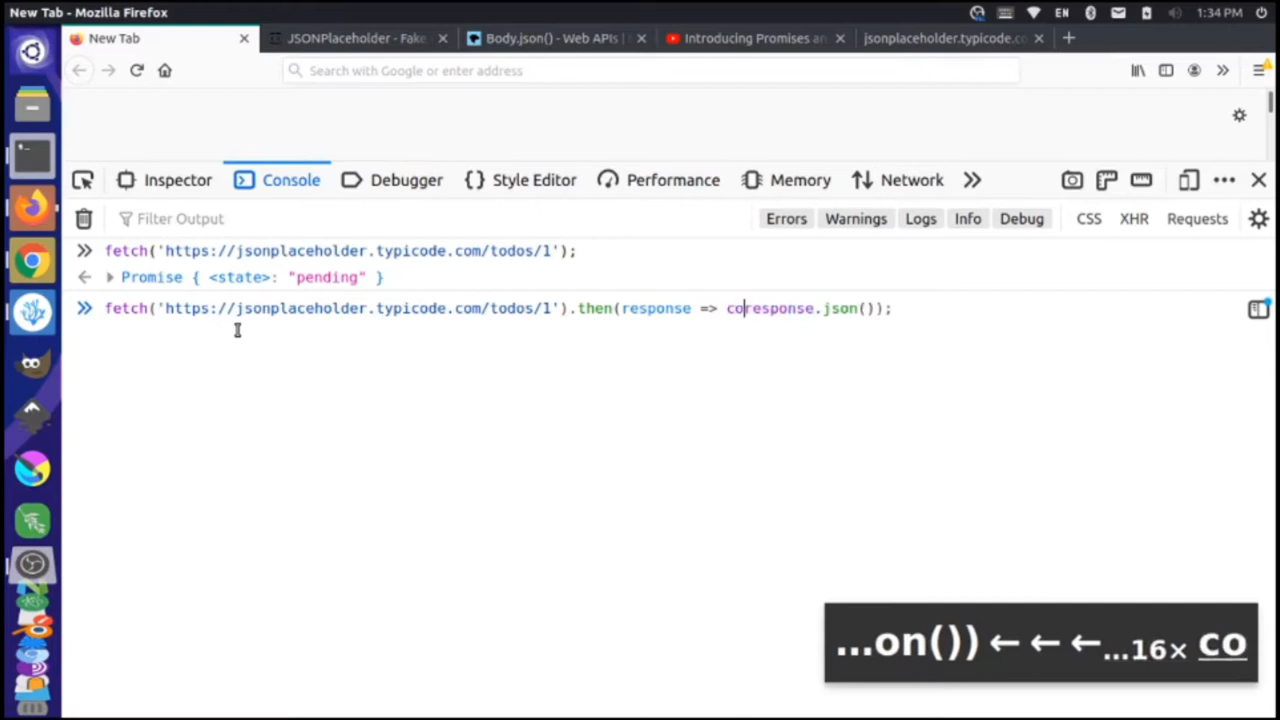 New Tab - Mozilla Firefox
EN
1:34 PM
New Tab
JSONPlaceholder - Fake
Body.json() - Web APIs |
Introducing Promises an
jsonplaceholder.typicode.co
Search with Google or enter address
Inspector
Console
Debugger
Style Editor
Performance
Memory
Network
Filter Output
Errors
Warnings
Logs
Info
Debug
CSS
XHR
Requests
fetch('https://jsonplaceholder.typicode.com/todos/1');
Promise { <state>: "pending" }
fetch('https://jsonplaceholder.typicode.com/todos/1').then(response => coresponse.json());
...on()) ← ← ←...16× co